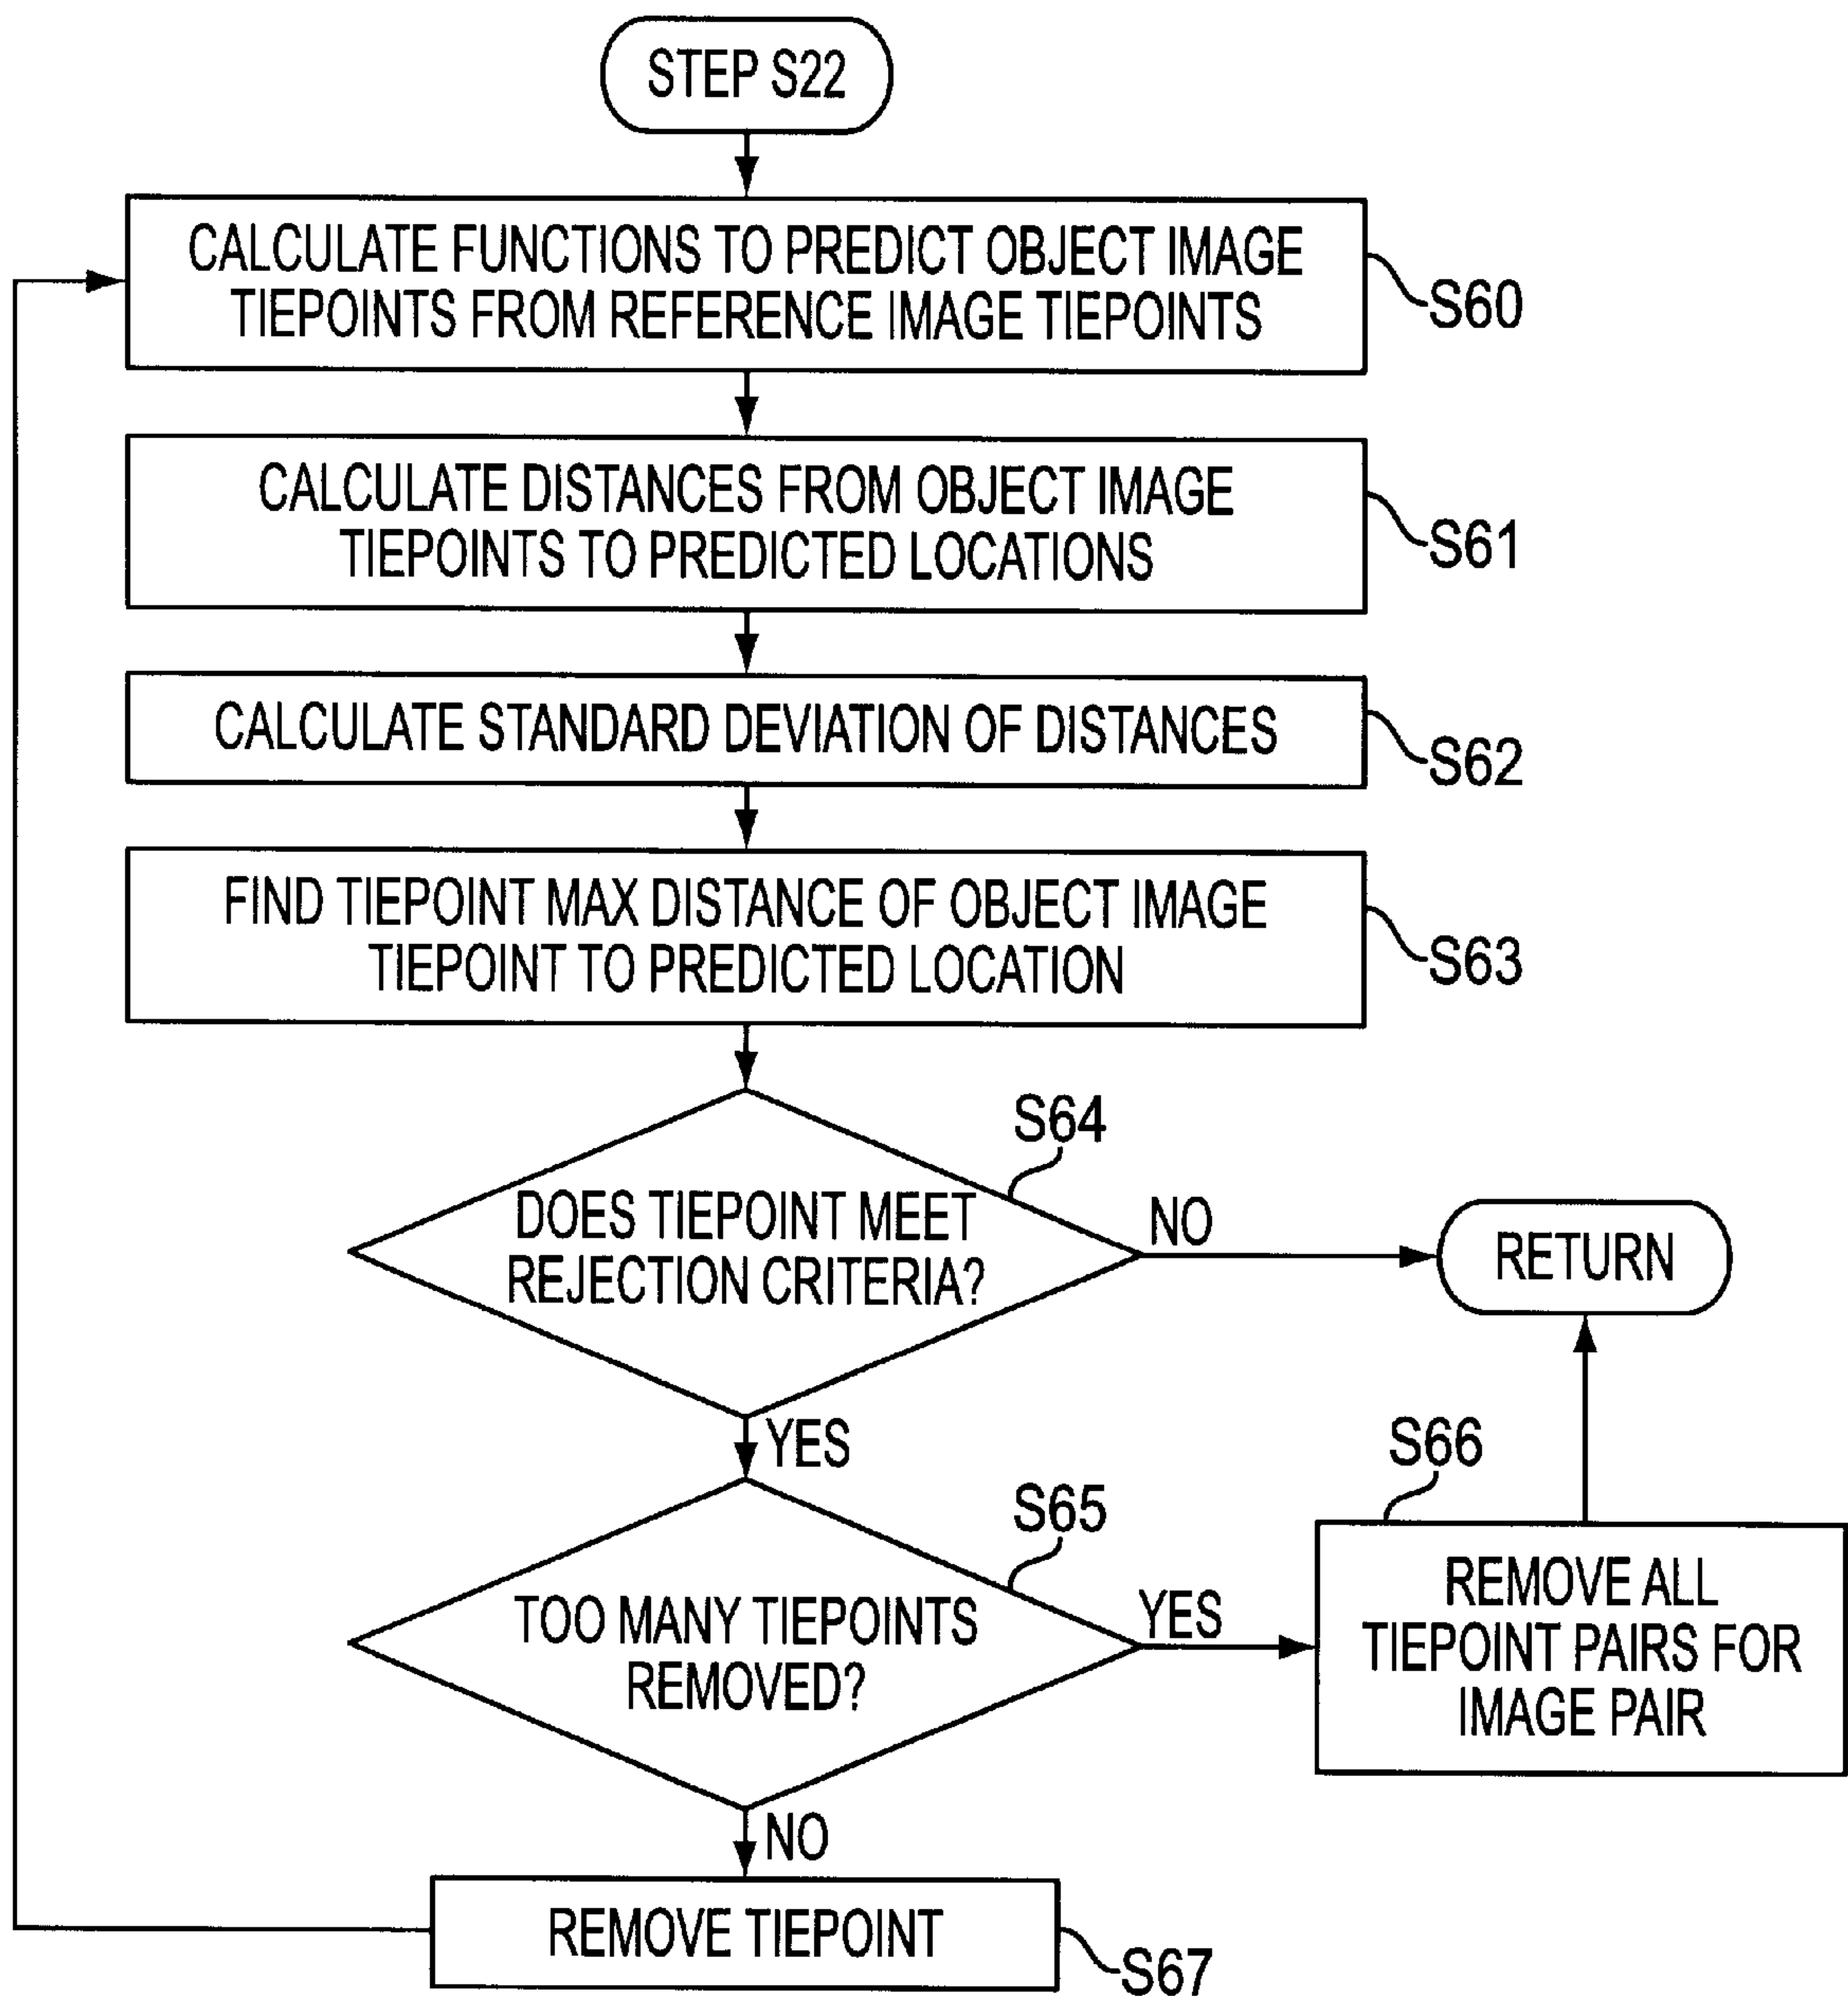 STEP S22
CALCULATE FUNCTIONS TO PREDICT OBJECT IMAGE
TIEPOINTS FROM REFERENCE IMAGE TIEPOINTS
S60
CALCULATE DISTANCES FROM OBJECT IMAGE
TIEPOINTS TO PREDICTED LOCATIONS
S61
CALCULATE STANDARD DEVIATION OF DISTANCES
S62
FIND TIEPOINT MAX DISTANCE OF OBJECT IMAGE
TIEPOINT TO PREDICTED LOCATION
S63
S64
DOES TIEPOINT MEET
REJECTION CRITERIA?
NO
RETURN
YES
S65
TOO MANY TIEPOINTS
REMOVED?
YES
S66
REMOVE ALL
TIEPOINT PAIRS FOR
IMAGE PAIR
NO
REMOVE TIEPOINT
S67